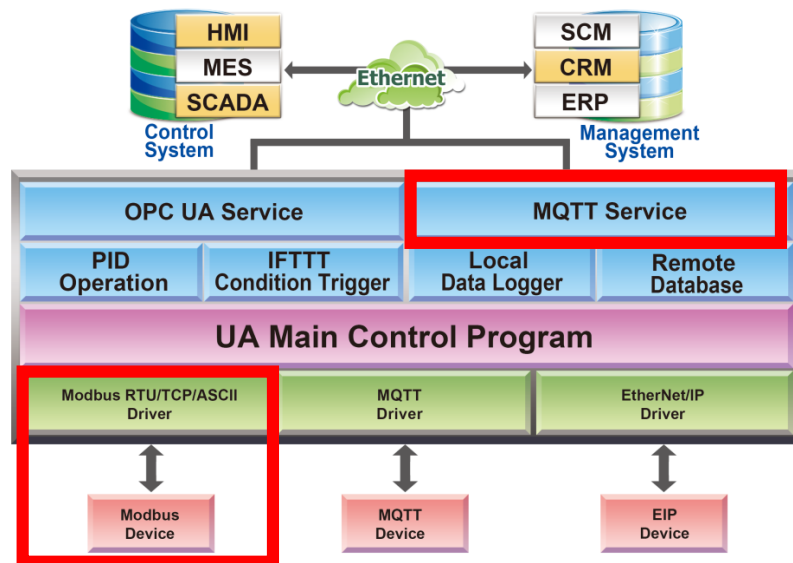 HMI
MES
SCADA
Control
System
Ethernet
SCM
CRM
ERP
Management
System
OPC UA Service
MQTT Service
PID
Operation
IFTTT
Condition Trigger
Local
Data Logger
Remote
Database
UA Main Control Program
Modbus RTU/TCP/ASCII
Driver
MQTT
Driver
EtherNet/IP
Driver
Modbus
Device
MQTT
Device
EIP
Device